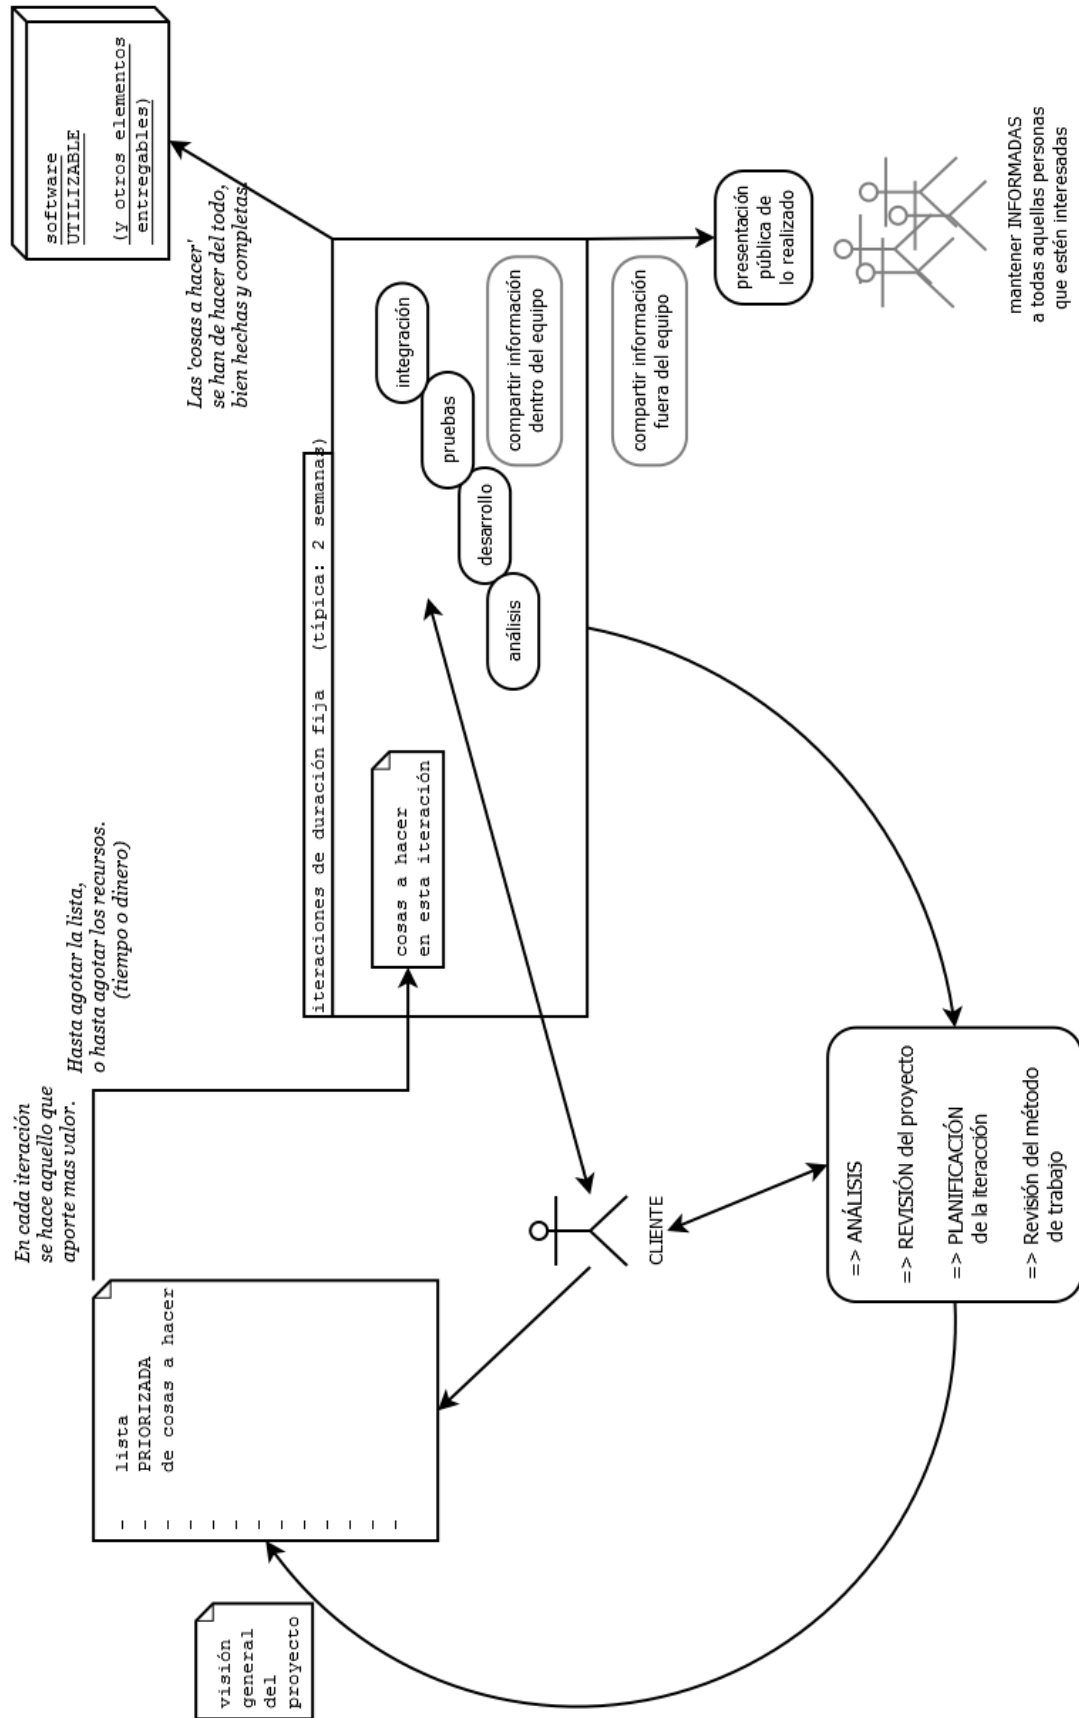 En cada iteración
se hace aquello que
aporte mas valor.
Hasta agotar la lista,
o hasta agotar los recursos.
(tiempo o dinero)
software
UTILIZABLE
(y otros elementos
entregables)
Las 'cosas a hacer'
se han de hacer del todo,
bien hechas y completas.
visión
general
del
proyecto
lista
PRIORIZADA
de cosas a hacer
- - - - - - - - - - - - -
iteraciones de duración fija (típica: 2 semanas)
cosas a hacer
en esta iteración
integración
pruebas
desarrollo
análisis
compartir información
dentro del equipo
compartir información
fuera del equipo
CLIENTE
presentación
pública de
lo realizado
=> ANÁLISIS
=> REVISIÓN del proyecto
=> PLANIFICACIÓN
de la iteracción
=> Revisión del método
de trabajo
mantener INFORMADAS
a todas aquellas personas
que estén interesadas